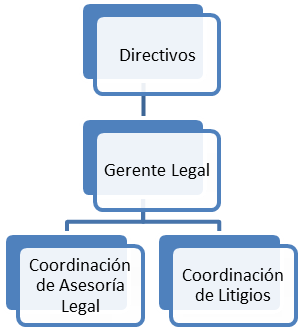 Directivos
Gerente Legal
Coordinación
de Asesoría
Legal
Coordinación
de Litigios